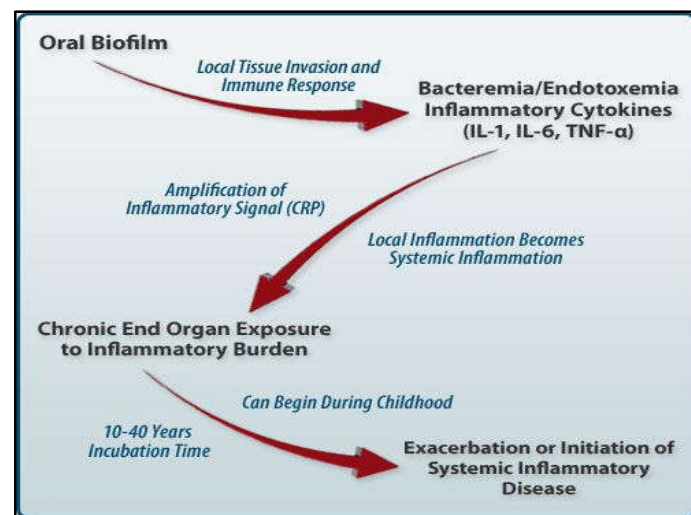 Oral Biofilm
Local Tissue Invasion and
Immune Response
Bacteremia/Endotoxemia
Inflammatory Cytokines
(IL-1, IL-6, TNF-α)
Amplification of
Inflammatory Signal (CRP)
Local Inflammation Becomes
Systemic Inflammation
Chronic End Organ Exposure
to Inflammatory Burden
Can Begin During Childhood
10-40 Years
Incubation Time
Exacerbation or Initiation of
Systemic Inflammatory
Disease